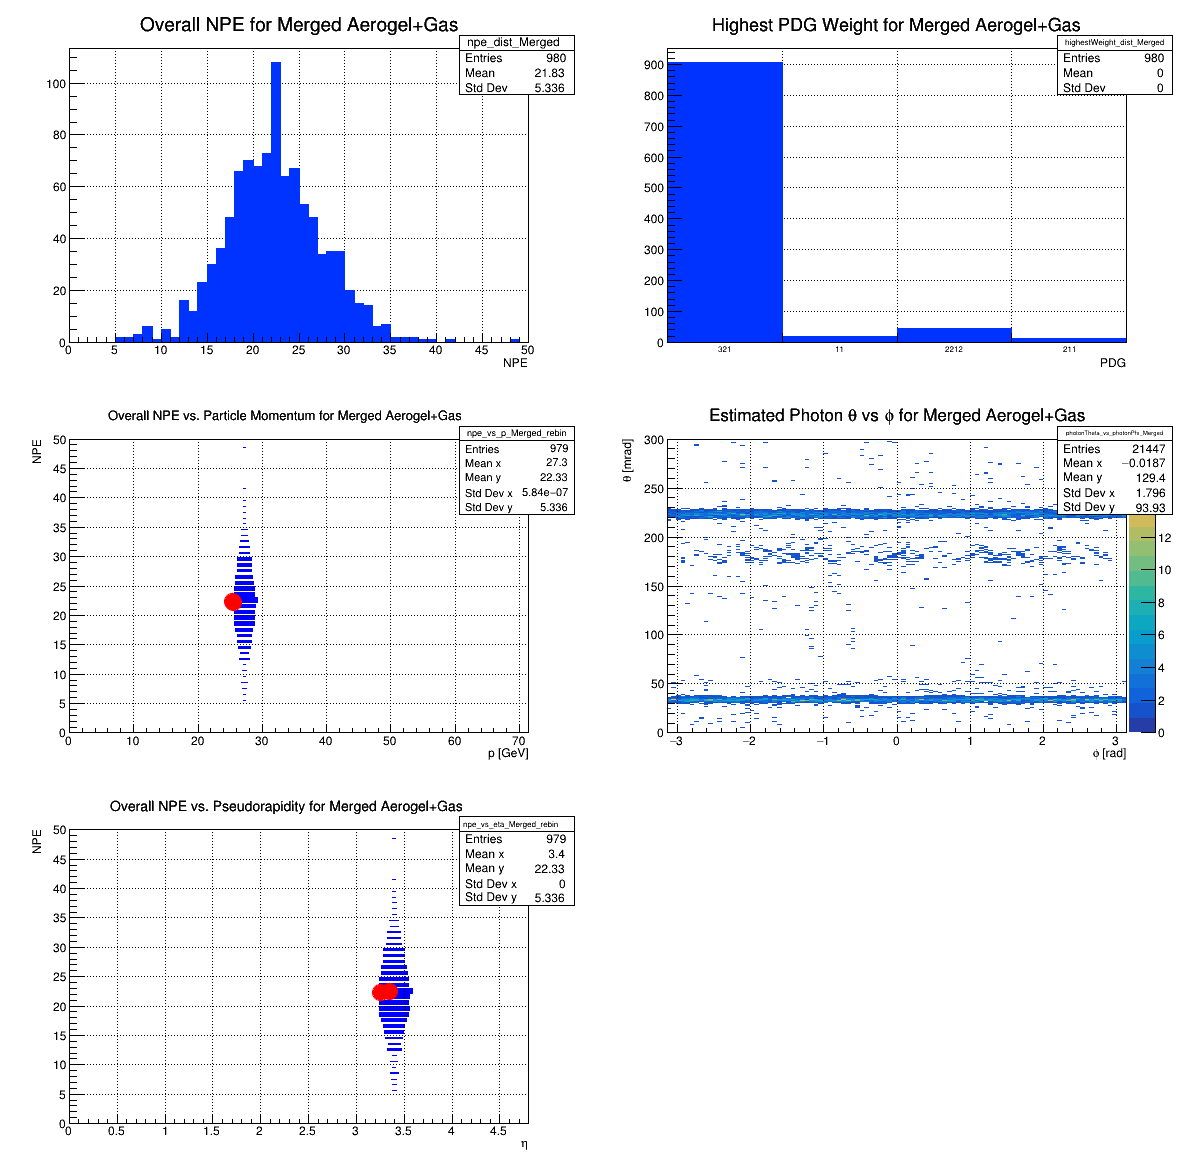 Overall NPE for Merged Aerogel+Gas
npe_dist_Merged
Entries 980
Mean 21.83
Std Dev 5.336
100
80
60
40
20
0
0 5 10 15 20 25 30 35 40 45 50
NPE
Highest PDG Weight for Merged Aerogel+Gas
highestWeight_dist_Merged
Entries 980
Mean 0
Std Dev 0
900
800
700
600
500
400
300
200
100
0
321 11 2212 211
PDG
Overall NPE vs. Particle Momentum for Merged Aerogel+Gas
npe_vs_p_Merged_rebin
Entries 979
Mean x 27.3
Mean y 22.33
Std Dev x 5.84e−07
Std Dev y 5.336
NPE
50
45
40
35
30
25
20
15
10
5
0
0 10 20 30 40 50 60 70
p [GeV]
Estimated Photon θ vs ϕ for Merged Aerogel+Gas
photonTheta_vs_photonPhi_Merged
Entries 21447
Mean x −0.0187
Mean y 129.4
Std Dev x 1.796
Std Dev y 93.93
θ [mrad]
300
250
200
150
100
50
0
−3 −2 −1 0 1 2 3
ϕ [rad]
12
10
8
6
4
2
0
Overall NPE vs. Pseudorapidity for Merged Aerogel+Gas
npe_vs_eta_Merged_rebin
Entries 979
Mean x 3.4
Mean y 22.33
Std Dev x 0
Std Dev y 5.336
NPE
50
45
40
35
30
25
20
15
10
5
0
0 0.5 1 1.5 2 2.5 3 3.5 4 4.5
η